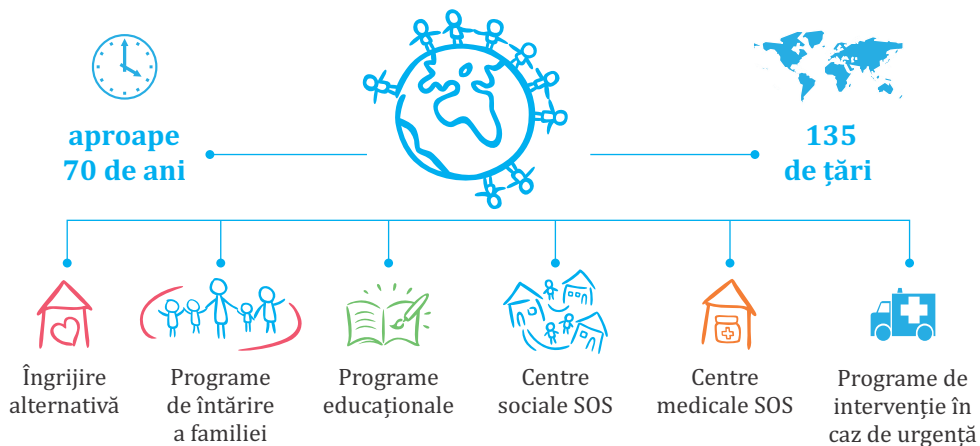 aproape
70 de ani
135
de țări
Îngrijire
alternativă
Programe
de întărire
a familiei
Programe
educaționale
Centre
sociale SOS
Centre
medicale SOS
Programe de
intervenție în
caz de urgență